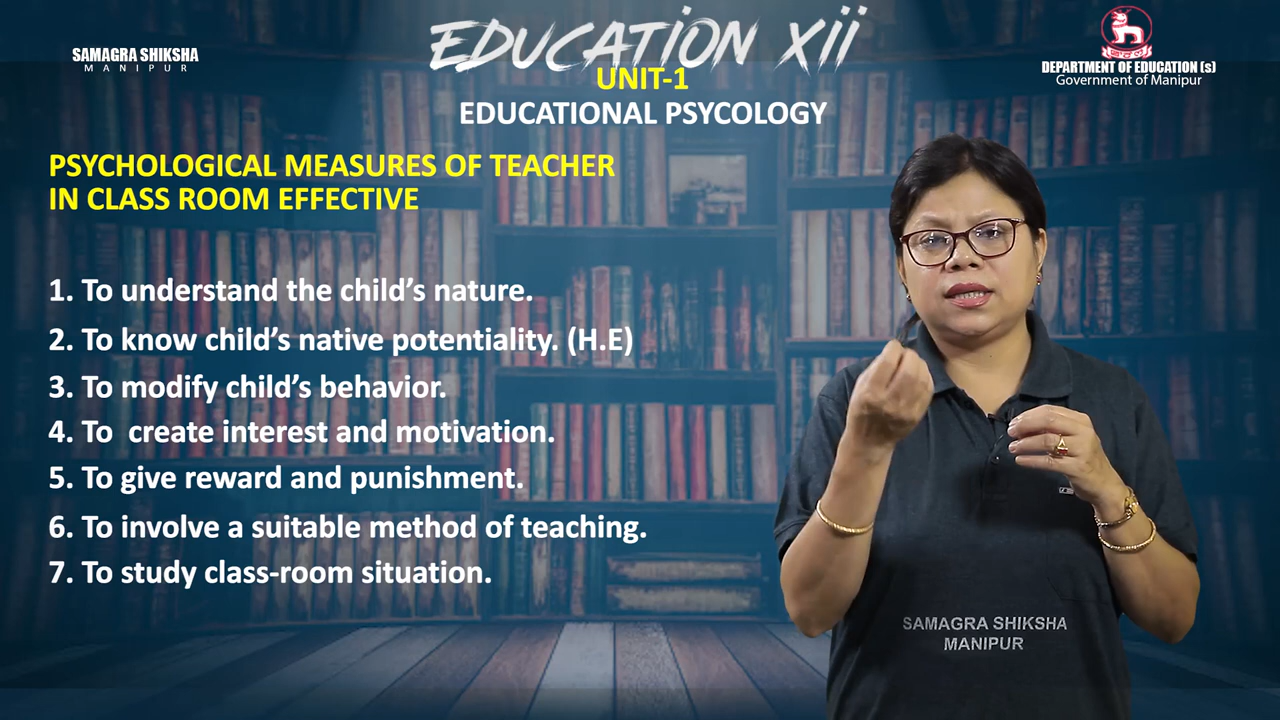 SAMAGRA SHIKSHA
MANIPUR
EDUCATION XII
DEPARTMENT OF EDUCATION (s)
Government of Manipur
UNIT-1
EDUCATIONAL PSYCOLOGY
PSYCHOLOGICAL MEASURES OF TEACHER
IN CLASS ROOM EFFECTIVE
1. To understand the child’s nature.
2. To know child’s native potentiality. (H.E)
3. To modify child’s behavior.
4. To create interest and motivation.
5. To give reward and punishment.
6. To involve a suitable method of teaching.
7. To study class-room situation.
SAMAGRA SHIKSHA
MANIPUR